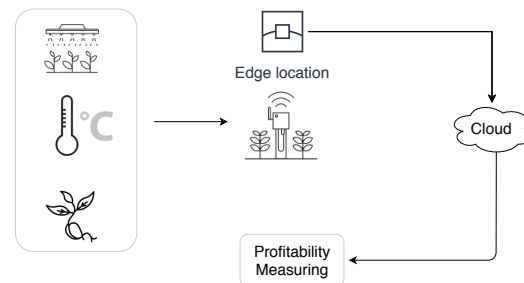 Edge location
°C
Cloud
Profitability
Measuring